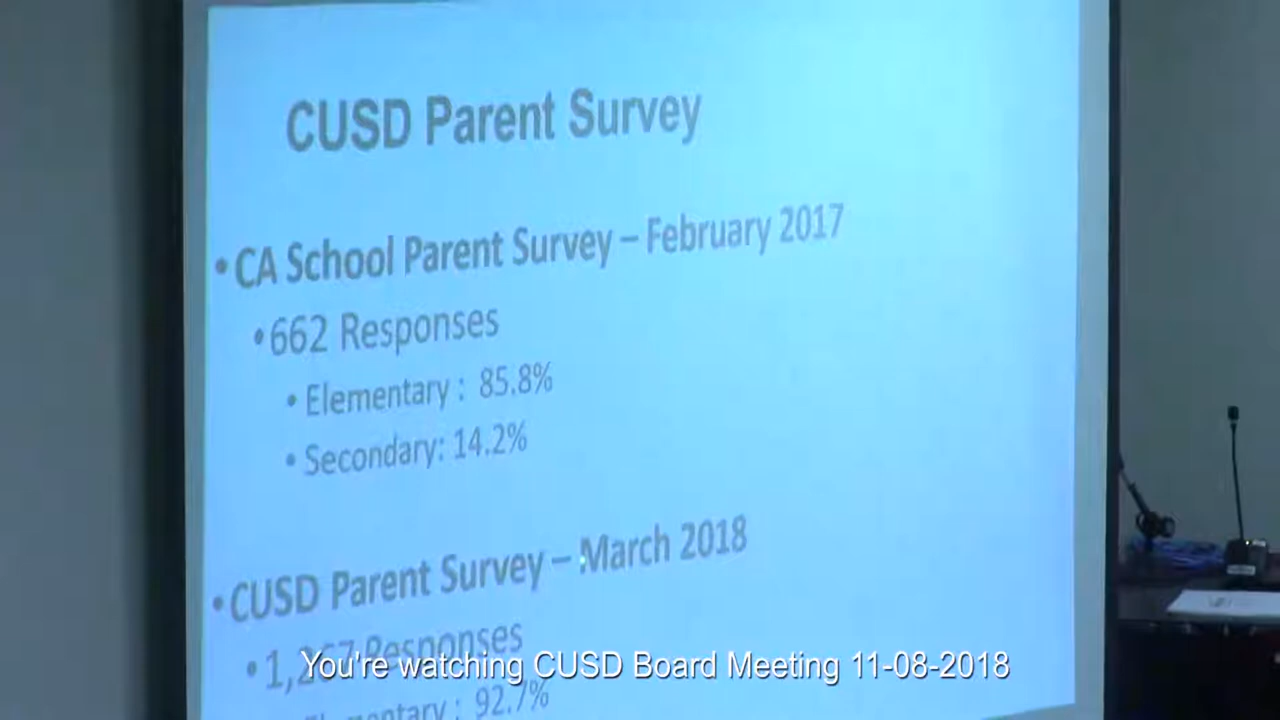 CUSD Parent Survey
• CA School Parent Survey – February 2017
• 662 Responses
• Elementary : 85.8%
• Secondary: 14.2%
• CUSD Parent Survey – March 2018
• 1,267 Responses
Elementary : 92.7%
You're watching CUSD Board Meeting 11-08-2018